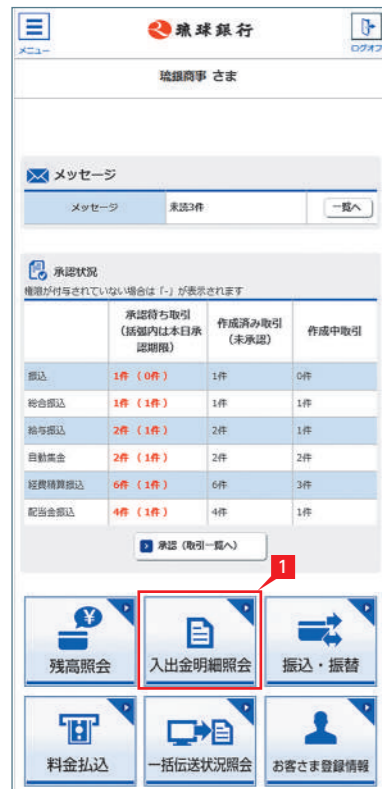 メニュー
琉球銀行
ログオフ
琉銀商事 さま
メッセージ
メッセージ 未読3件 一覧へ
承認状況
権限が付与されていない場合は「-」が表示されます
承認待ち取引(括弧内は本日承認期限) 作成済み取引(未承認) 作成中取引
振込 1件 (0件) 1件 0件
総合振込 1件 (1件) 1件 1件
給与振込 2件 (1件) 2件 1件
自動集金 2件 (1件) 2件 2件
経費精算振込 6件 (1件) 6件 3件
配当金振込 4件 (1件) 4件 1件
承認(取引一覧へ)
1
残高照会 入出金明細照会 振込・振替
料金払込 一括伝送状況照会 お客さま登録情報